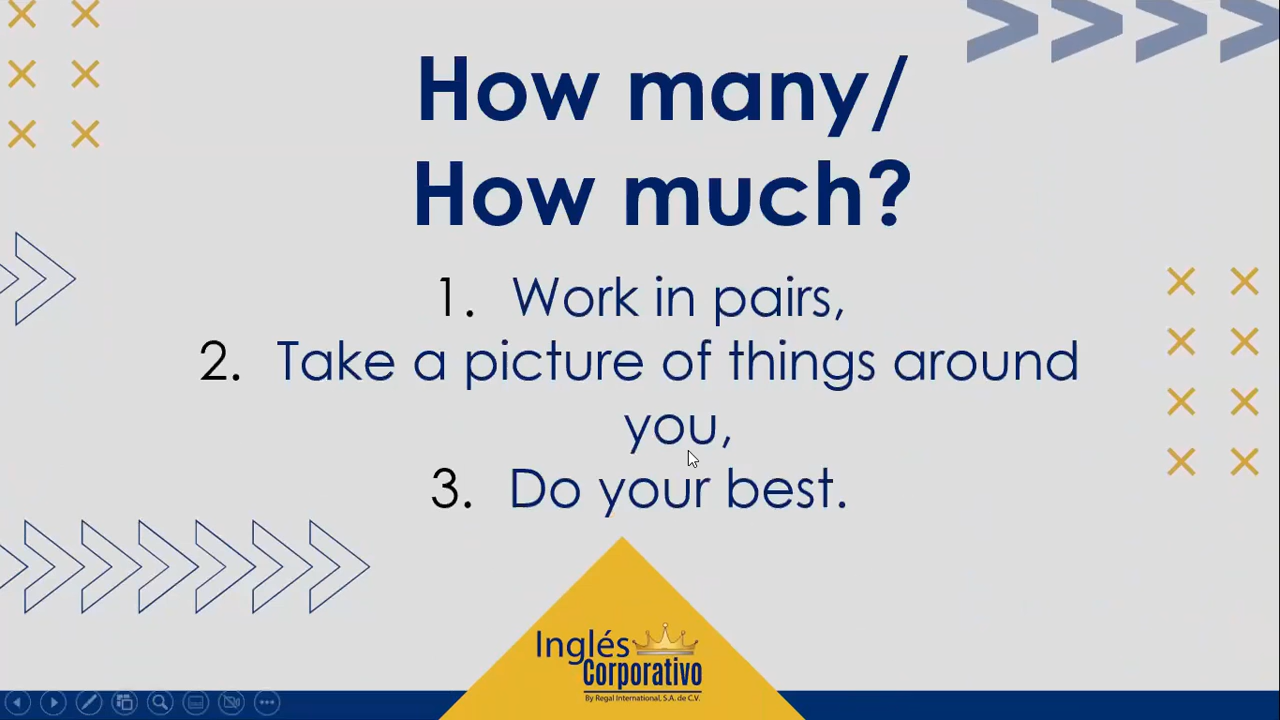 How many/
How much?
1. Work in pairs,
2. Take a picture of things around
you,
3. Do your best.
Inglés
Corporativo
By Regal International, S.A. de C.V.